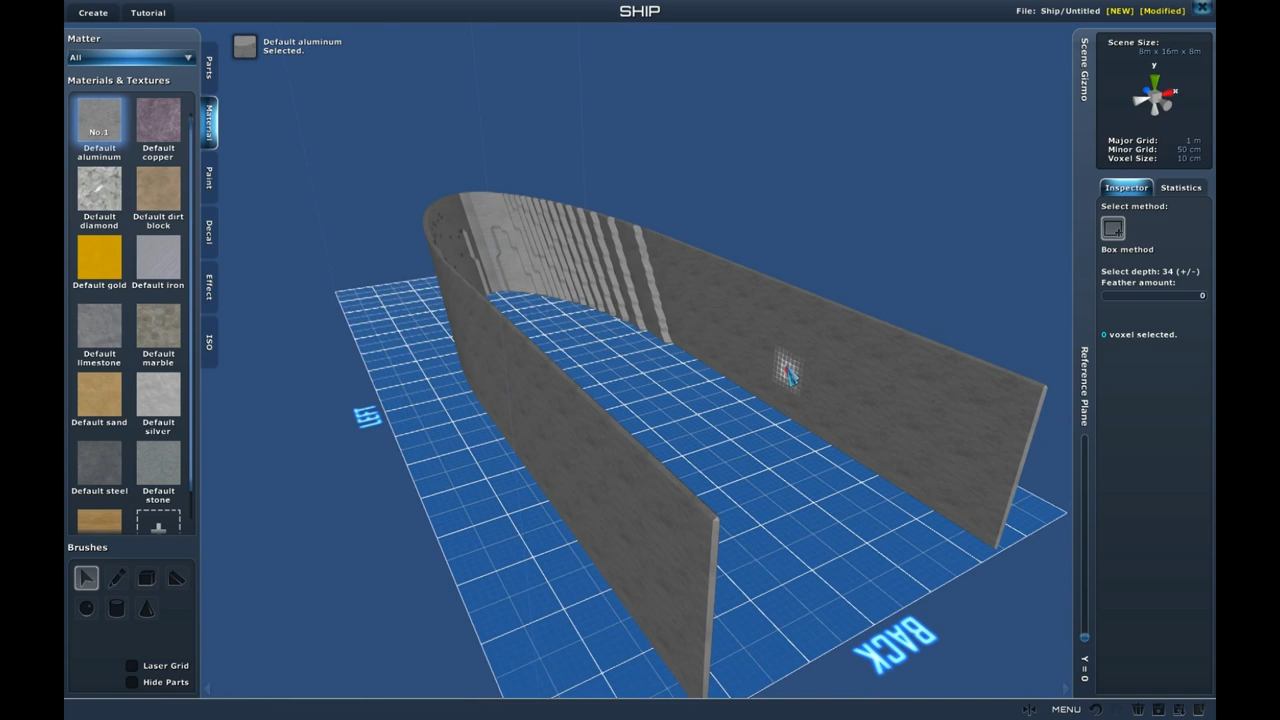 Create
Tutorial
SHIP
File: Ship/Untitled [NEW] [Modified]
Matter
All
Materials & Textures
No.1
Default aluminum
Default copper
Default diamond
Default dirt block
Default gold
Default iron
Default limestone
Default marble
Default sand
Default silver
Default steel
Default stone
Brushes
Laser Grid
Hide Parts
Parts
Material
Paint
Decal
Effect
ISO
Default aluminum
Selected.
LEFT
BACK
Scene Gizmo
Reference Plane
Y = 0
Scene Size:
8m x 16m x 8m
y
x
Major Grid: 1 m
Minor Grid: 50 cm
Voxel Size: 10 cm
Inspector
Statistics
Select method:
Box method
Select depth: 34 (+/-)
Feather amount:
0
0 voxel selected.
MENU